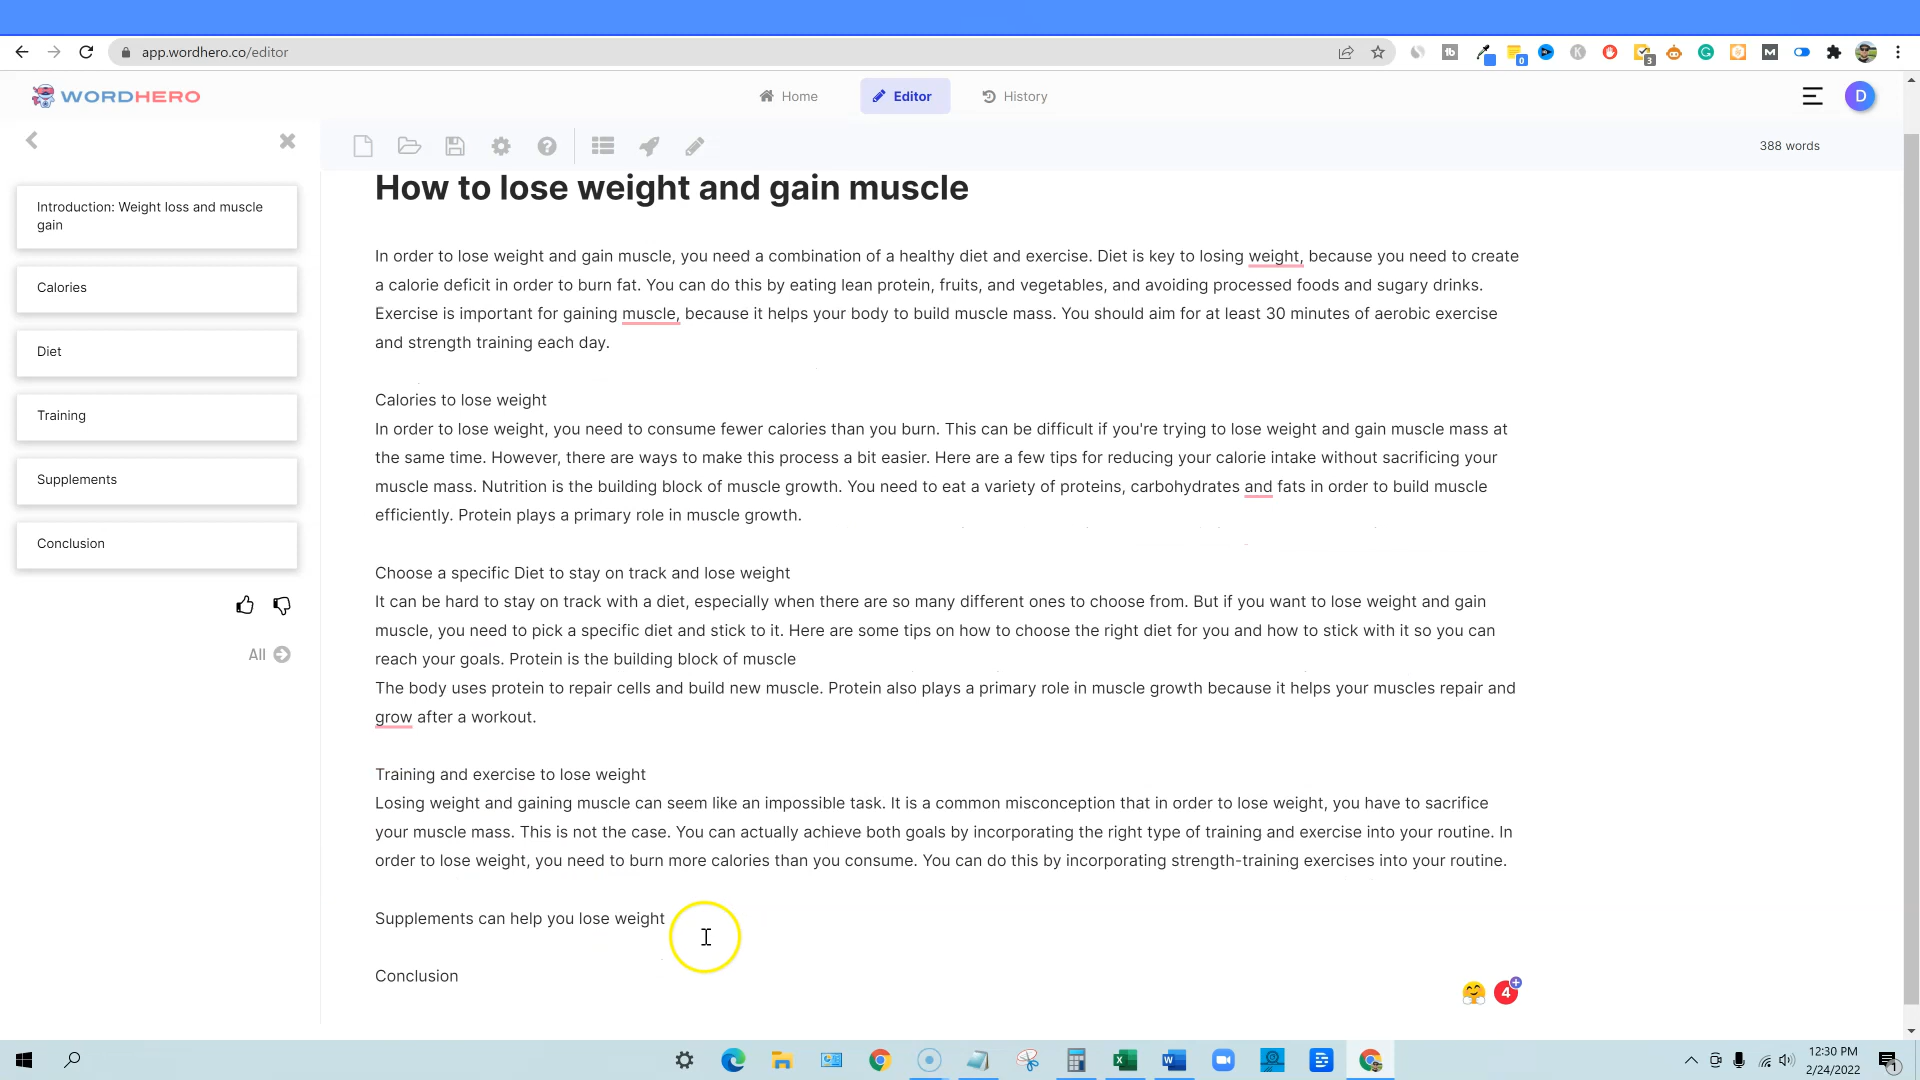 app.wordhero.co/editor
0
3
WORDHERO
Home
Editor
History
D
388 words
Introduction: Weight loss and muscle
gain
Calories
Diet
Training
Supplements
Conclusion
All
How to lose weight and gain muscle
In order to lose weight and gain muscle, you need a combination of a healthy diet and exercise. Diet is key to losing weight, because you need to create
a calorie deficit in order to burn fat. You can do this by eating lean protein, fruits, and vegetables, and avoiding processed foods and sugary drinks.
Exercise is important for gaining muscle, because it helps your body to build muscle mass. You should aim for at least 30 minutes of aerobic exercise
and strength training each day.
Calories to lose weight
In order to lose weight, you need to consume fewer calories than you burn. This can be difficult if you're trying to lose weight and gain muscle mass at
the same time. However, there are ways to make this process a bit easier. Here are a few tips for reducing your calorie intake without sacrificing your
muscle mass. Nutrition is the building block of muscle growth. You need to eat a variety of proteins, carbohydrates and fats in order to build muscle
efficiently. Protein plays a primary role in muscle growth.
Choose a specific Diet to stay on track and lose weight
It can be hard to stay on track with a diet, especially when there are so many different ones to choose from. But if you want to lose weight and gain
muscle, you need to pick a specific diet and stick to it. Here are some tips on how to choose the right diet for you and how to stick with it so you can
reach your goals. Protein is the building block of muscle
The body uses protein to repair cells and build new muscle. Protein also plays a primary role in muscle growth because it helps your muscles repair and
grow after a workout.
Training and exercise to lose weight
Losing weight and gaining muscle can seem like an impossible task. It is a common misconception that in order to lose weight, you have to sacrifice
your muscle mass. This is not the case. You can actually achieve both goals by incorporating the right type of training and exercise into your routine. In
order to lose weight, you need to burn more calories than you consume. You can do this by incorporating strength-training exercises into your routine.
Supplements can help you lose weight
Conclusion
4
12:30 PM
2/24/2022
1